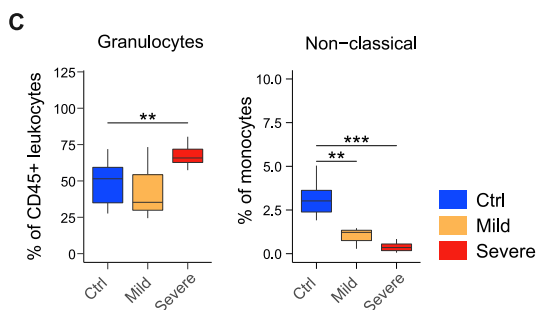 C
Granulocytes
Non−classical
% of CD45+ leukocytes
125
100
75
50
25
0
**
Ctrl
Mild
Severe
% of monocytes
10.0
7.5
5.0
2.5
0.0
***
**
Ctrl
Mild
Severe
Ctrl
Mild
Severe